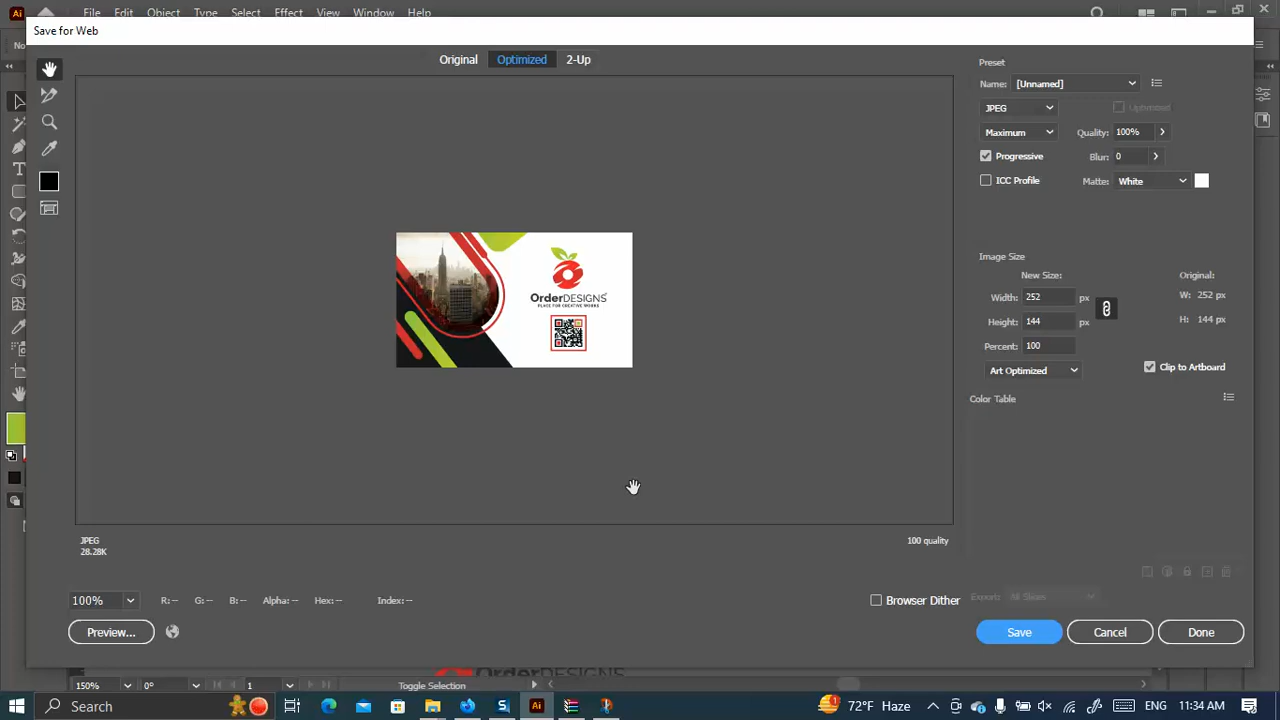 Ai
File Edit Object Type Select Effect View Window Help
Save for Web
Original Optimized 2-Up
Preset
Name: [Unnamed]
JPEG Optimized
Maximum Quality: 100%
Progressive Blur: 0
ICC Profile Matte: White
Image Size
New Size: Original:
Width: 252 px W: 252 px
Height: 144 px H: 144 px
Percent: 100
Art Optimized Clip to Artboard
Color Table
OrderDESIGNS
PLACE FOR CREATIVE WORKS
JPEG
28.28K
100 quality
100% R: -- G: -- B: -- Alpha: -- Hex: -- Index: --
Browser Dither
Export: All Slices
Preview... Save Cancel Done
OrderDESIGNS
150% 0° 1 Toggle Selection
Search S Ai 72°F Haze ENG 11:34 AM